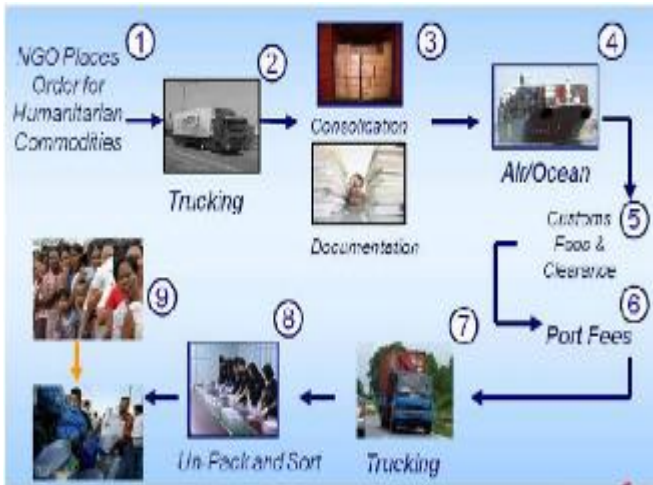 1
NGO Places
Order for
Humanitarian
Commodities
2
Trucking
3
Consolication
Documentation
4
Air/Ocean
5
Customs
Fees &
Clearance
6
Port Fees
7
Trucking
8
Un-Pack and Sort
9